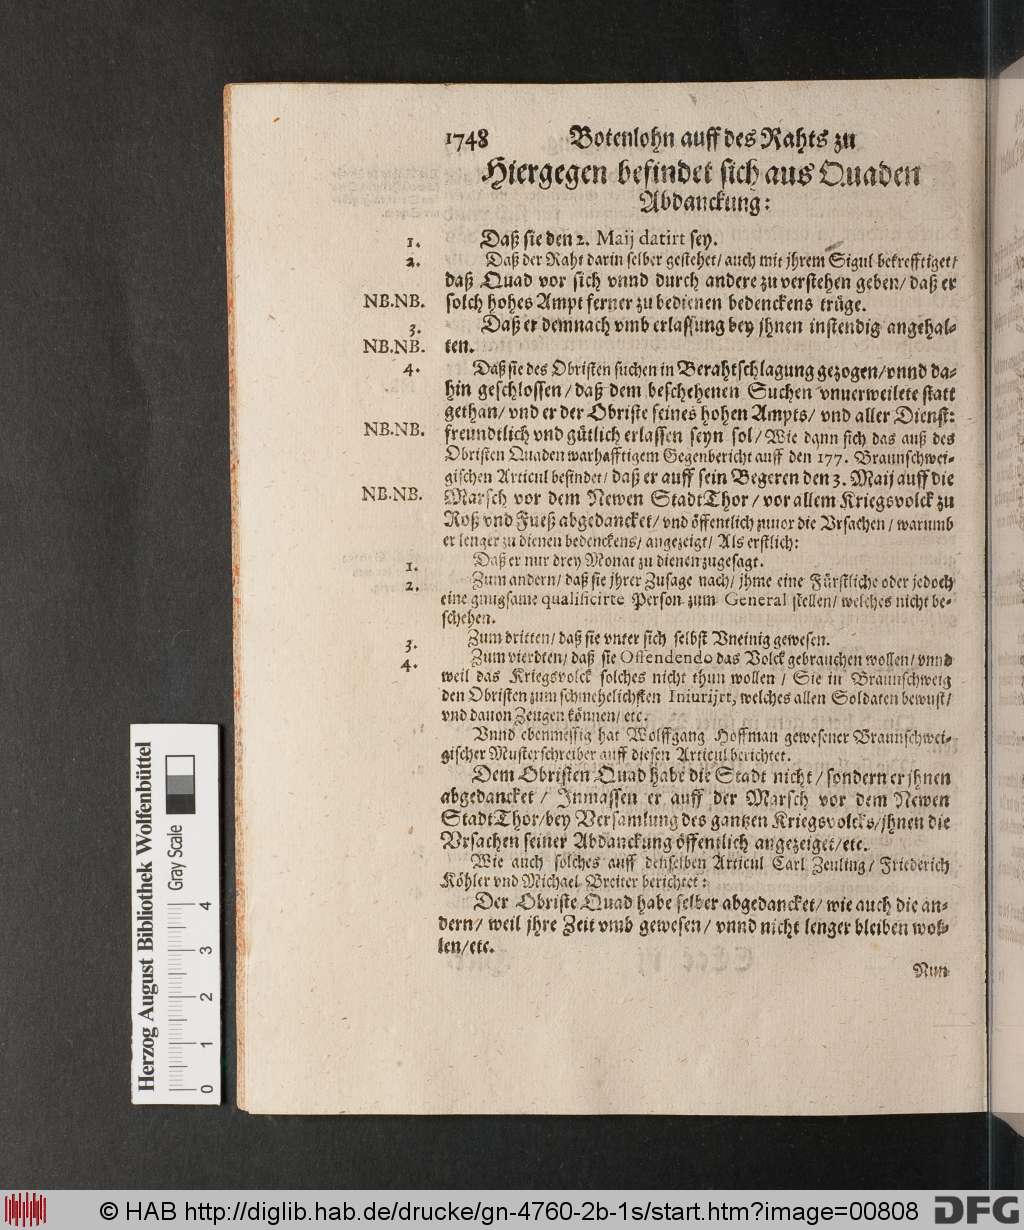 1748 Botenlohn auff des Rahts zu
Hiergegen befindet sich aus Quaden
Abdanckung:
1. Daß sie den 2. Maij datirt sey.
2. Daß der Raht darin selber gestehet/ auch mit jhrem Sigul bekrefftiget/
daß Quad vor sich vnnd durch andere zu verstehen geben/ daß er
NB.NB. solch hohes Ampt ferner zu bedienen bedenckens trüge.
3. Daß er demnach vmb erlassung bey jhnen instendig angehal-
NB.NB. ten.
4. Daß sie des Obristen suchen in Berahtschlagung gezogen/ vnnd da-
hin geschlossen/ daß dem beschehenen Suchen vnuerweilete statt
gethan/ vnd er der Obriste seines hohen Ampts/ vnd aller Dienst:
NB.NB. freundtlich vnd gütlich erlassen seyn sol/ Wie dann sich das auß des
Obristen Quaden warhafftigem Gegenbericht auff den 177. Braunschwei-
gischen Articul befindet/ daß er auff sein Begeren den 3. Maij auff die
NB.NB. Marsch vor dem Newen StadtThor/ vor allem Kriegsvolck zu
Roß vnd Fueß abgedancket/ vnd öffentlich zuuor die Vrsachen/ warumb
er lenger zu dienen bedenckens/ angezeigt/ Als erstlich:
1. Daß er nur drey Monat zu dienen zugesagt.
2. Zum andern/ daß sie jhrer Zusage nach/ jhme eine Fürstliche oder jedoch
eine gnugsame qualificirte Person zum General stellen/ welches nicht be-
schehen.
3. Zum dritten/ daß sie vnter sich selbst Vneinig gewesen.
4. Zum vierdten/ daß sie Offendendo das Volck gebrauchen wollen/ vnnd
weil das Kriegsvolck solches nicht thun wollen/ Sie in Braunschweig
den Obristen zum schmehelichsten Iniurijrt, welches allen Soldaten bewust/
vnd dauon Zeugen können/ etc.
Vnnd ebenmessig hat Wolffgang Hoffman gewesener Braunschwei-
gischer Musterschreiber auff diesen Articul berichtet.
Dem Obristen Quad habe die Stadt nicht/ sondern er jhnen
abgedancket/ Inmassen er auff der Marsch vor dem Newen
StadtThor/ bey Versamlung des gantzen Kriegsvolcks/ jhnen die
Vrsachen seiner Abdanckung öffentlich angezeiget/ etc.
Wie auch solches auff denselben Articul Carl Zeuling/ Friederich
Köhler vnd Michael Breiter berichtet:
Der Obriste Quad habe selber abgedancket/ wie auch die an-
dern/ weil jhre Zeit vmb gewesen/ vnnd nicht lenger bleiben wol-
len/ etc.
Nun
Herzog August Bibliothek Wolfenbüttel
Gray Scale
0 1 2 3 4
© HAB http://diglib.hab.de/drucke/gn-4760-2b-1s/start.htm?image=00808
DFG